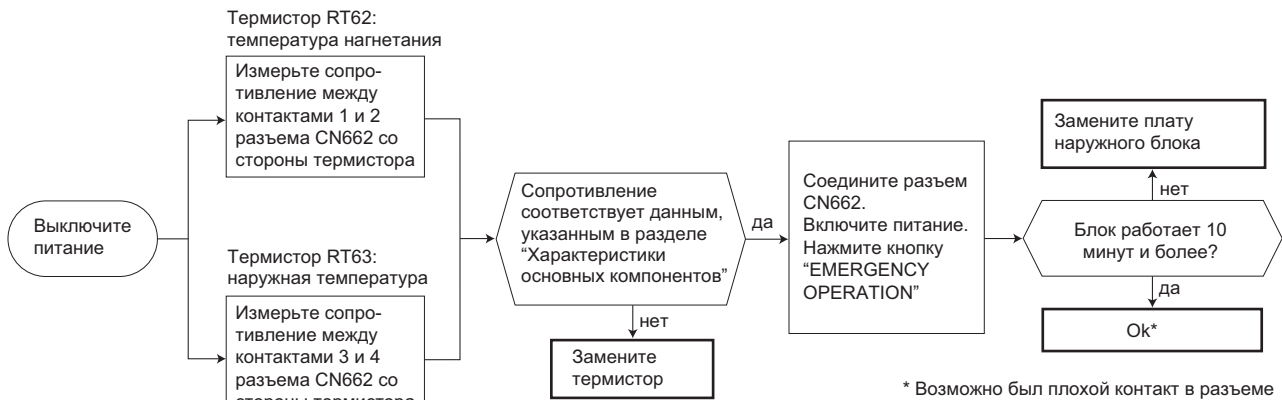 Термистор RT62:
температура нагнетания
Измерьте сопро-
тивление между
контактами 1 и 2
разъема CN662 со
стороны термистора
Выключите
питание
Термистор RT63:
наружная температура
Измерьте сопро-
тивление между
контактами 3 и 4
разъема CN662 со
стороны термистора
Сопротивление
соответствует данным,
указанным в разделе
“Характеристики
основных компонентов”
да
нет
Замените
термистор
Соедините разъем
CN662.
Включите питание.
Нажмите кнопку
“EMERGENCY
OPERATION”
Замените плату
наружного блока
нет
Блок работает 10
минут и более?
да
Ok*
* Возможно был плохой контакт в разъеме